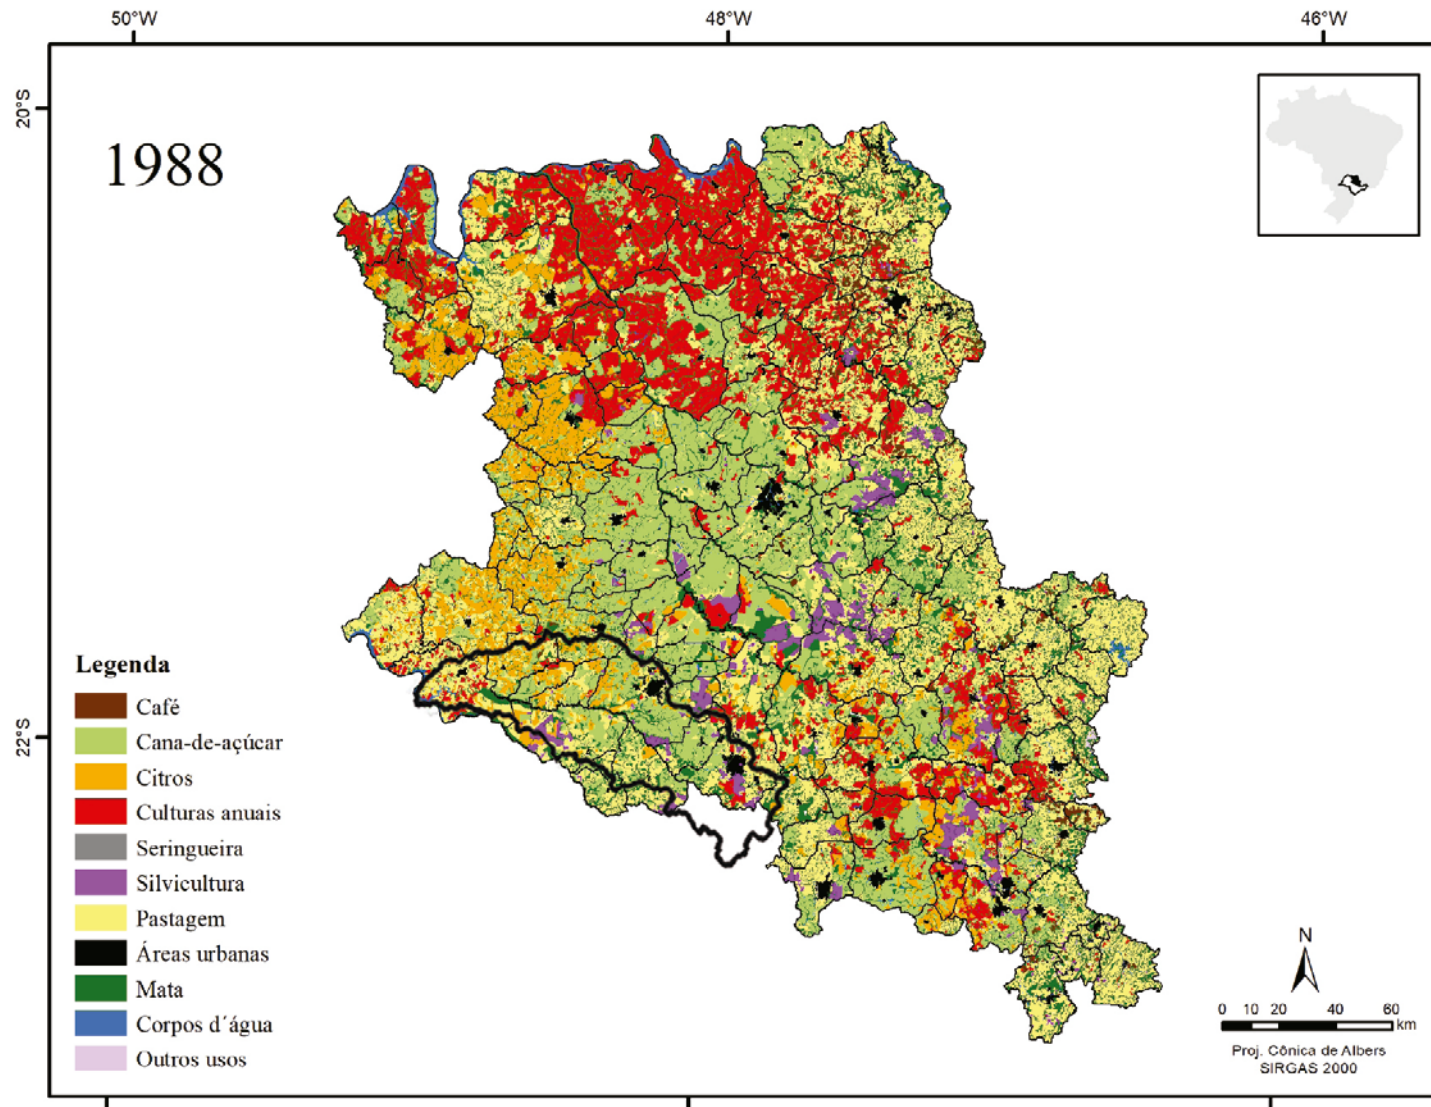 50°W 48°W 46°W
20°S
1988
22°S
Legenda
Café
Cana-de-açúcar
Citros
Culturas anuais
Seringueira
Silvicultura
Pastagem
Áreas urbanas
Mata
Corpos d´água
Outros usos
N
0 10 20 40 60
km
Proj. Cônica de Albers
SIRGAS 2000